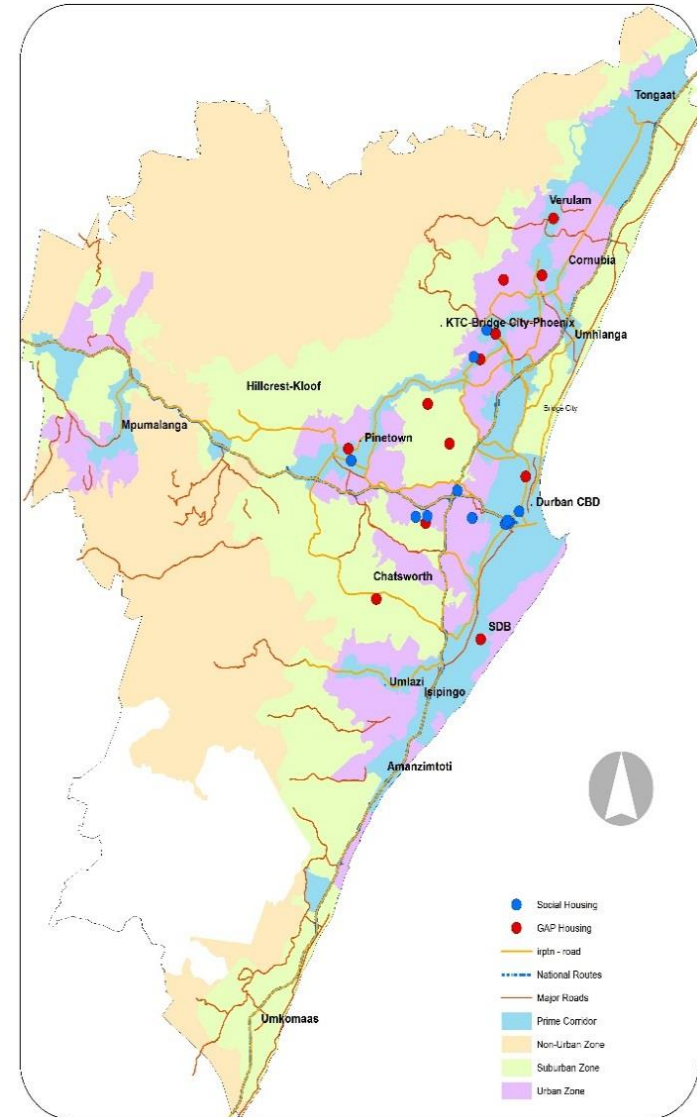 Tongaat
Verulam
Cornubia
. KTC-Bridge City-Phoenix
Umhlanga
Hillcrest-Kloof
Bridge City
Mpumalanga
. Pinetown
. Durban CBD
Chatsworth
SDB
. Umlazi
Isipingo
Amanzimtoti
Umkomaas
Social Housing
GAP Housing
irptn - road
National Routes
Major Roads
Prime Corridor
Non-Urban Zone
Suburban Zone
Urban Zone